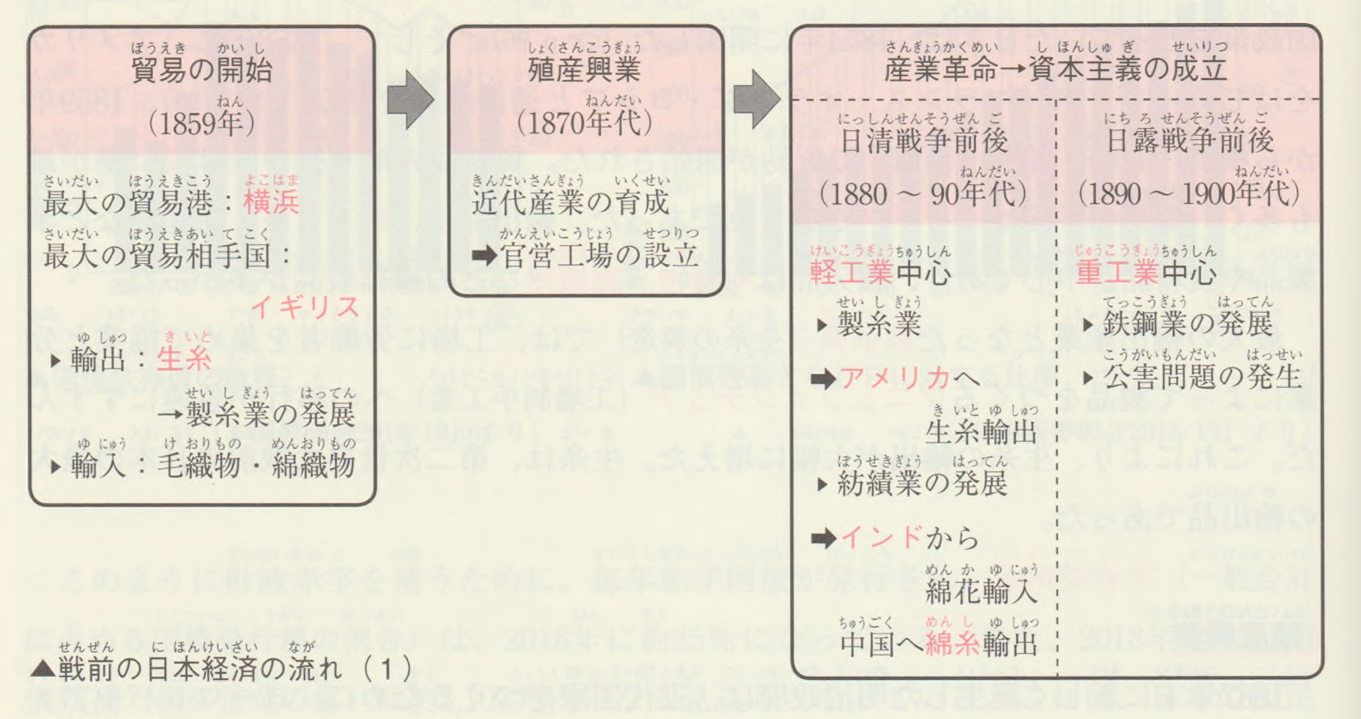 貿易の開始
(1859年)
最大の貿易港：横浜
最大の貿易相手国：
イギリス
▶輸出：生糸
→製糸業の発展
▶輸入：毛織物・綿織物
殖産興業
(1870年代)
近代産業の育成
➡官営工場の設立
産業革命→資本主義の成立
日清戦争前後
(1880 ～ 90年代)
軽工業中心
▶製糸業
➡アメリカへ
生糸輸出
▶紡績業の発展
➡インドから
綿花輸入
中国へ綿糸輸出
日露戦争前後
(1890 ～ 1900年代)
重工業中心
▶鉄鋼業の発展
▶公害問題の発生
▲戦前の日本経済の流れ（1）